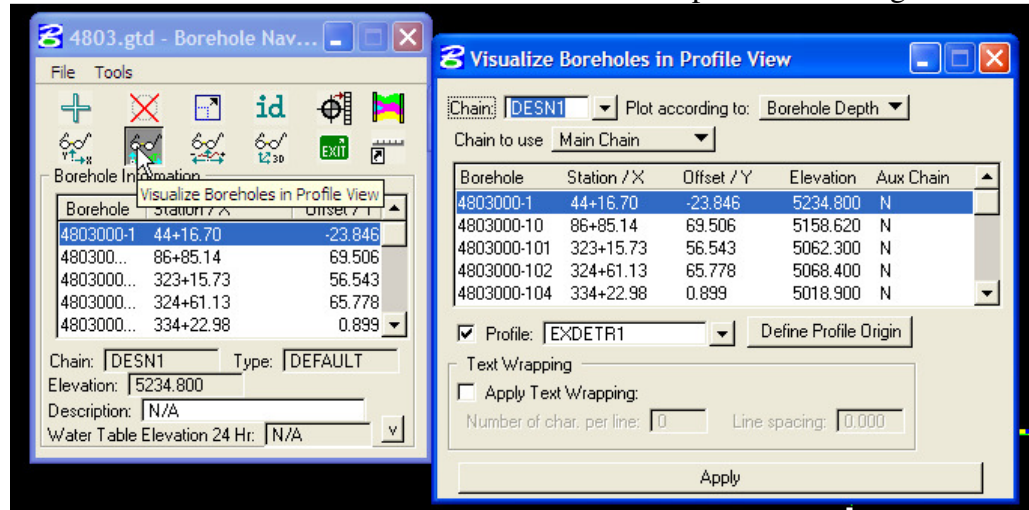 4803.gtd - Borehole Nav...
File Tools
id
EXIT
Borehole Information
Visualize Boreholes in Profile View
Borehole Station / X Offset / Y
4803000-1 44+16.70 -23.846
480300... 86+85.14 69.506
4803000... 323+15.73 56.543
4803000... 324+61.13 65.778
4803000... 334+22.98 0.899
Chain: DESN1 Type: DEFAULT
Elevation: 5234.800
Description: N/A
Water Table Elevation 24 Hr: N/A v
Visualize Boreholes in Profile View
Chain: DESN1 Plot according to: Borehole Depth
Chain to use Main Chain
Borehole Station / X Offset / Y Elevation Aux Chain
4803000-1 44+16.70 -23.846 5234.800 N
4803000-10 86+85.14 69.506 5158.620 N
4803000-101 323+15.73 56.543 5062.300 N
4803000-102 324+61.13 65.778 5068.400 N
4803000-104 334+22.98 0.899 5018.900 N
Profile: EXDETR1 Define Profile Origin
Text Wrapping
Apply Text Wrapping:
Number of char. per line: 0 Line spacing: 0.000
Apply